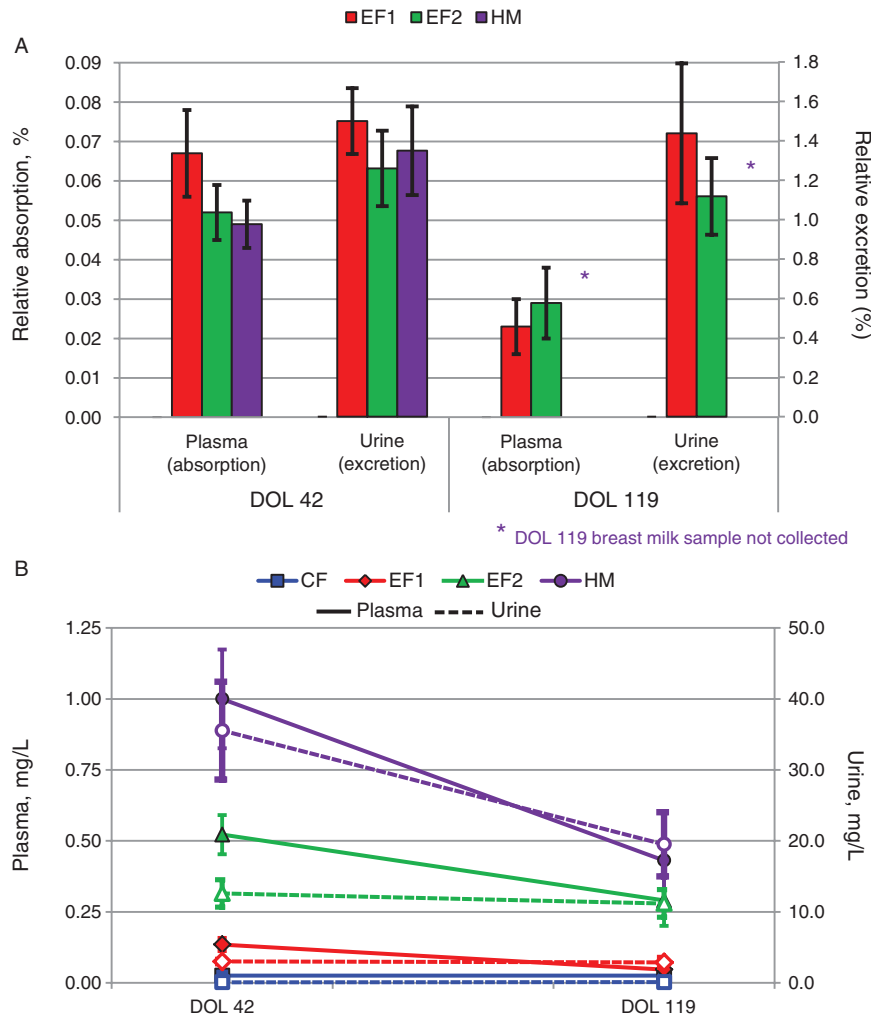 EF1 EF2 HM
A
0.09
0.08
0.07
0.06
0.05
0.04
0.03
0.02
0.01
0.00
Relative absorption, %
1.8
1.6
1.4
1.2
1.0
0.8
0.6
0.4
0.2
0.0
Relative excretion (%)
*
*
Plasma (absorption)
Urine (excretion)
Plasma (absorption)
Urine (excretion)
DOL 42
DOL 119
* DOL 119 breast milk sample not collected
B
CF EF1 EF2 HM
Plasma Urine
1.25
1.00
0.75
0.50
0.25
0.00
Plasma, mg/L
50.0
40.0
30.0
20.0
10.0
0.0
Urine, mg/L
DOL 42
DOL 119